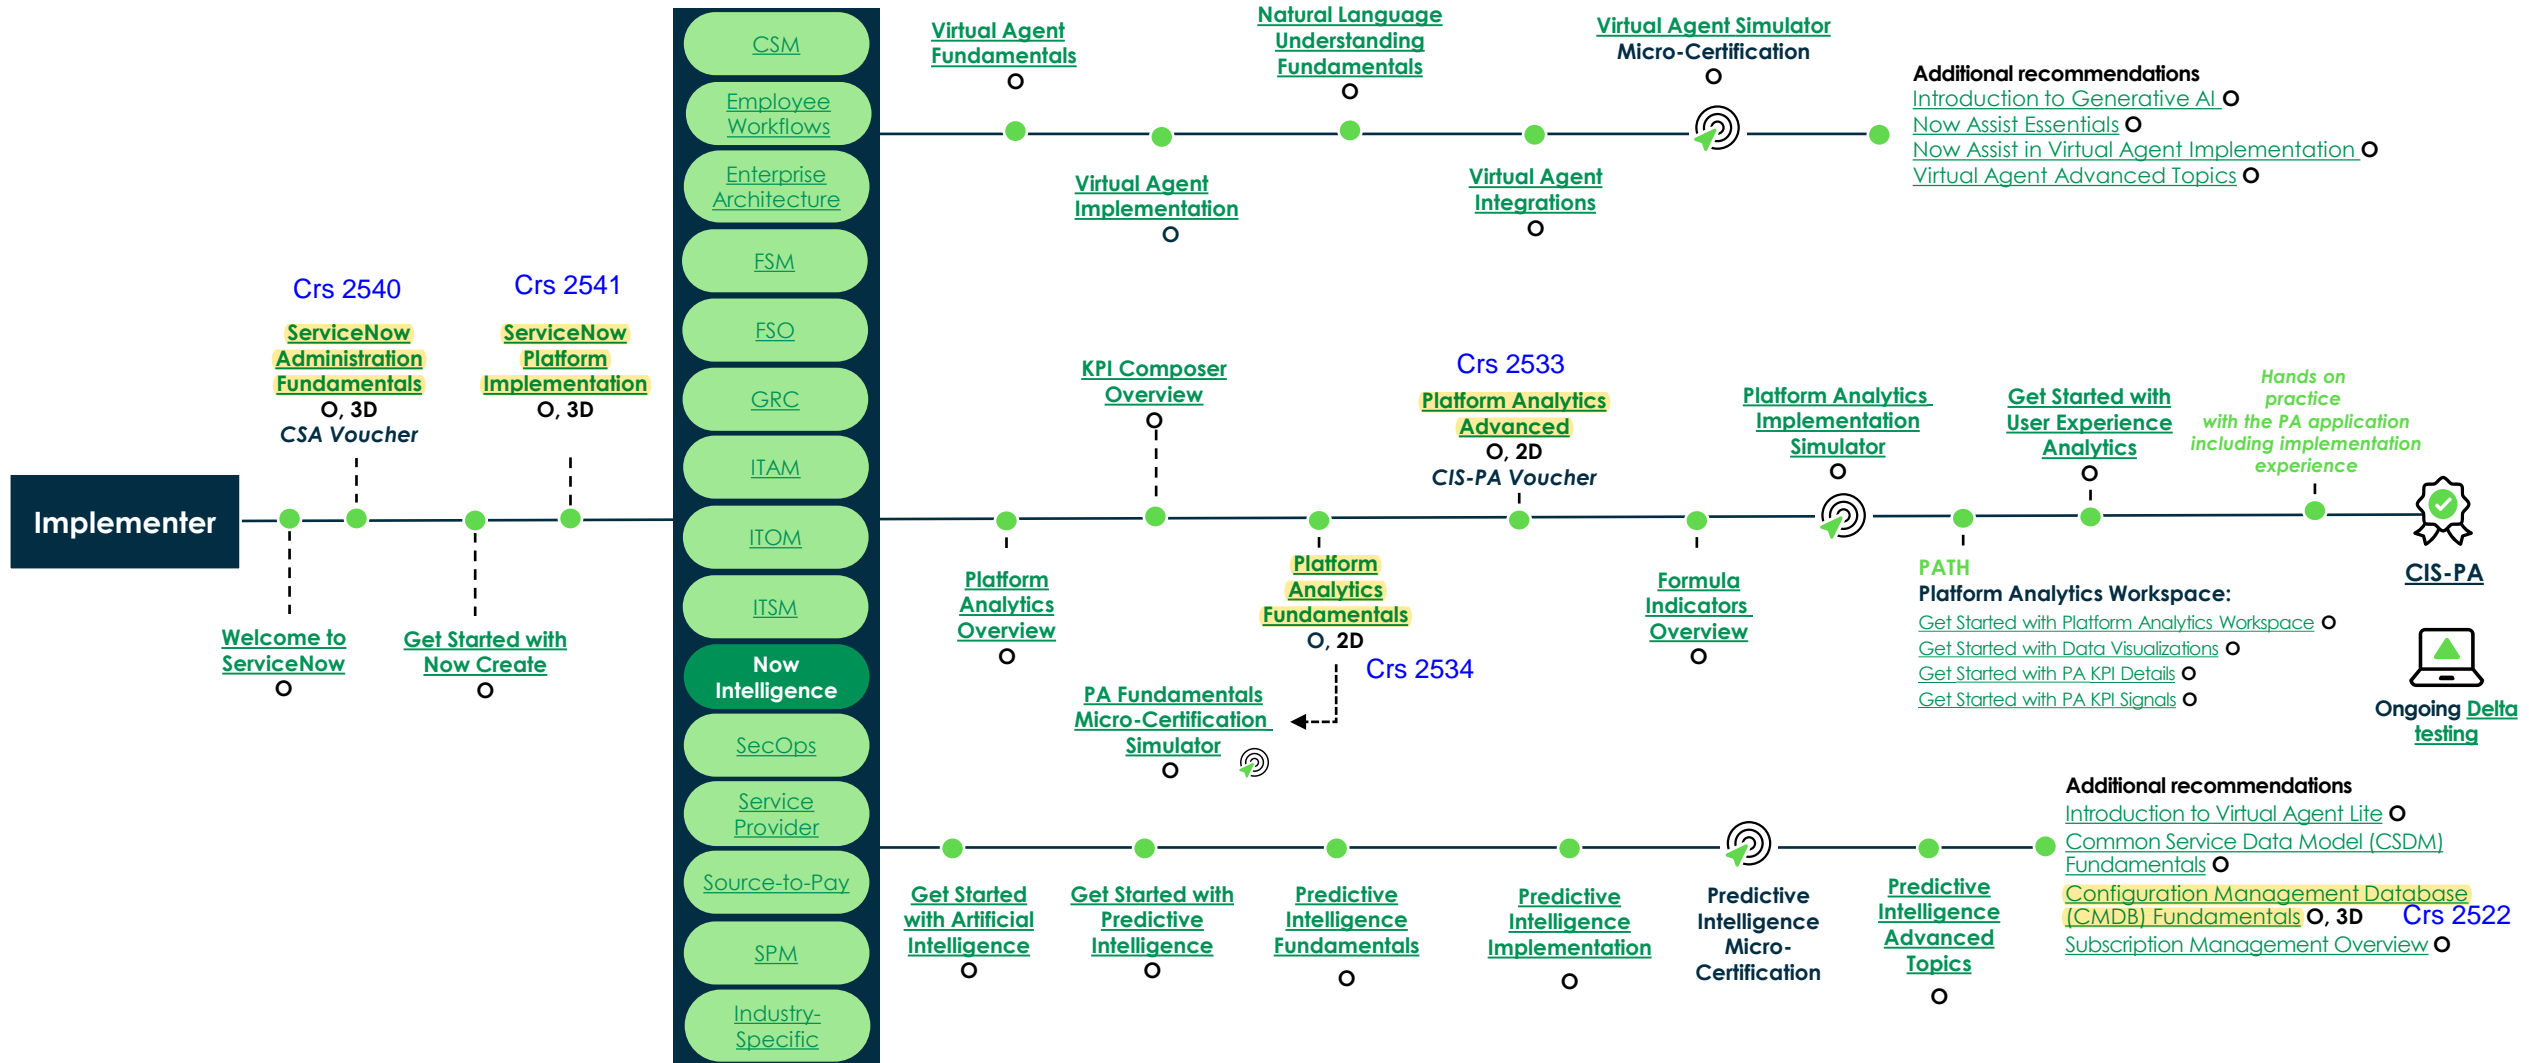 Implementer
Crs 2540
ServiceNow
Administration
Fundamentals
O, 3D
CSA Voucher
Crs 2541
ServiceNow
Platform
Implementation
O, 3D
Welcome to
ServiceNow
O
Get Started with
Now Create
O
CSM
Employee
Workflows
Enterprise
Architecture
FSM
FSO
GRC
ITAM
ITOM
ITSM
Now
Intelligence
SecOps
Service
Provider
Source-to-Pay
SPM
Industry-
Specific
Virtual Agent
Fundamentals
O
Virtual Agent
Implementation
O
Natural Language
Understanding
Fundamentals
O
Virtual Agent
Integrations
O
Virtual Agent Simulator
Micro-Certification
O
Additional recommendations
Introduction to Generative AI O
Now Assist Essentials O
Now Assist in Virtual Agent Implementation O
Virtual Agent Advanced Topics O
Platform
Analytics
Overview
O
KPI Composer
Overview
O
Platform
Analytics
Fundamentals
O, 2D
Crs 2534
PA Fundamentals
Micro-Certification
Simulator
O
Crs 2533
Platform Analytics
Advanced
O, 2D
CIS-PA Voucher
Formula
Indicators
Overview
O
Platform Analytics
Implementation
Simulator
O
PATH
Platform Analytics Workspace:
Get Started with Platform Analytics Workspace O
Get Started with Data Visualizations O
Get Started with PA KPI Details O
Get Started with PA KPI Signals O
Get Started with
User Experience
Analytics
O
Hands on
practice
with the PA application
including implementation
experience
CIS-PA
Ongoing Delta
testing
Get Started
with Artificial
Intelligence
O
Get Started with
Predictive
Intelligence
O
Predictive
Intelligence
Fundamentals
O
Predictive
Intelligence
Implementation
O
Predictive
Intelligence
Micro-
Certification
Predictive
Intelligence
Advanced
Topics
O
Additional recommendations
Introduction to Virtual Agent Lite O
Common Service Data Model (CSDM)
Fundamentals O
Configuration Management Database
(CMDB) Fundamentals O, 3D Crs 2522
Subscription Management Overview O